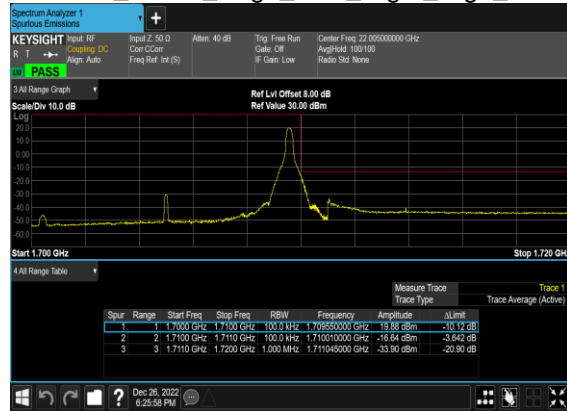 Spectrum Analyzer 1
Spurious Emissions
+
KEYSIGHT Input: RF Input Z: 50 Ω Atten: 40 dB Trig: Free Run Center Freq: 22.005000000 GHz
R T Coupling: DC Corr CCorr Gate: Off Avg|Hold: 100/100
Align: Auto Freq Ref: Int (S) IF Gain: Low Radio Std: None
PASS
3 All Range Graph Ref Lvl Offset 8.00 dB
Scale/Div 10.0 dB Ref Value 30.00 dBm
Log
20.0
10.0
0.00
-10.0
-20.0
-30.0
-40.0
-50.0
-60.0
Start 1.700 GHz Stop 1.720 GH
4 All Range Table
Measure Trace Trace 1
Trace Type Trace Average (Active)
Spur Range Start Freq Stop Freq RBW Frequency Amplitude ΔLimit
1 1 1.7000 GHz 1.7100 GHz 100.0 kHz 1.709550000 GHz 19.88 dBm -10.12 dB
2 2 1.7100 GHz 1.7110 GHz 100.0 kHz 1.710010000 GHz -16.64 dBm -3.642 dB
3 3 1.7110 GHz 1.7200 GHz 1.000 MHz 1.711045000 GHz -33.90 dBm -20.90 dB
? Dec 26, 2022
6:25:58 PM